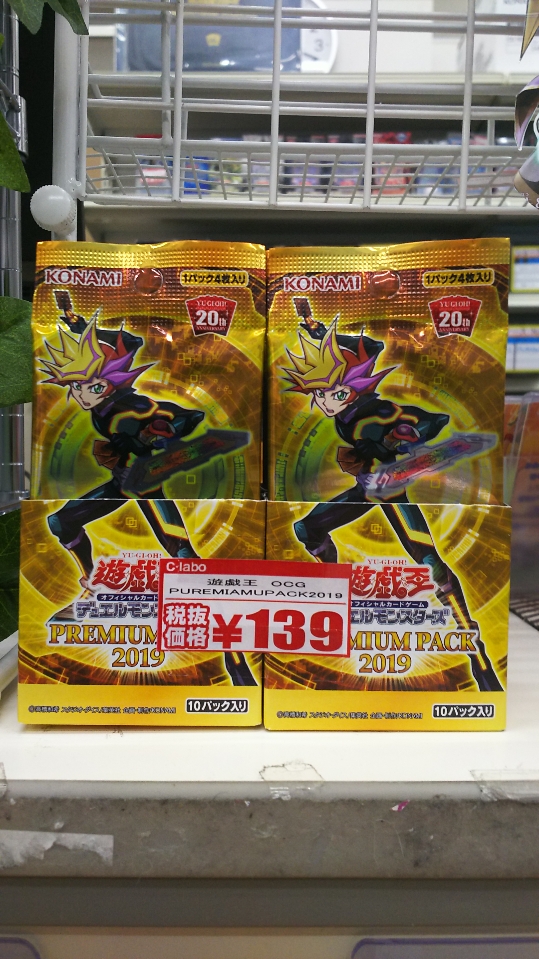 KONAMI
1パック4枚入り
YU-GI-OH!
20th
ANNIVERSARY
KONAMI
1パック4枚入り
YU-GI-OH!
20th
ANNIVERSARY
YU-GI-OH!
遊戯王
オフィシャルカード
デュエルモンスターズ
PREMIUM
2019
10パック入り
C-labo
遊戯王 OCG
PUREMIAMUPACK2019
税抜
価格
¥139
YU-GI-OH!
遊戯王
オフィシャルカードゲーム
エルモンスターズ
MIUM PACK
2019
10パック入り